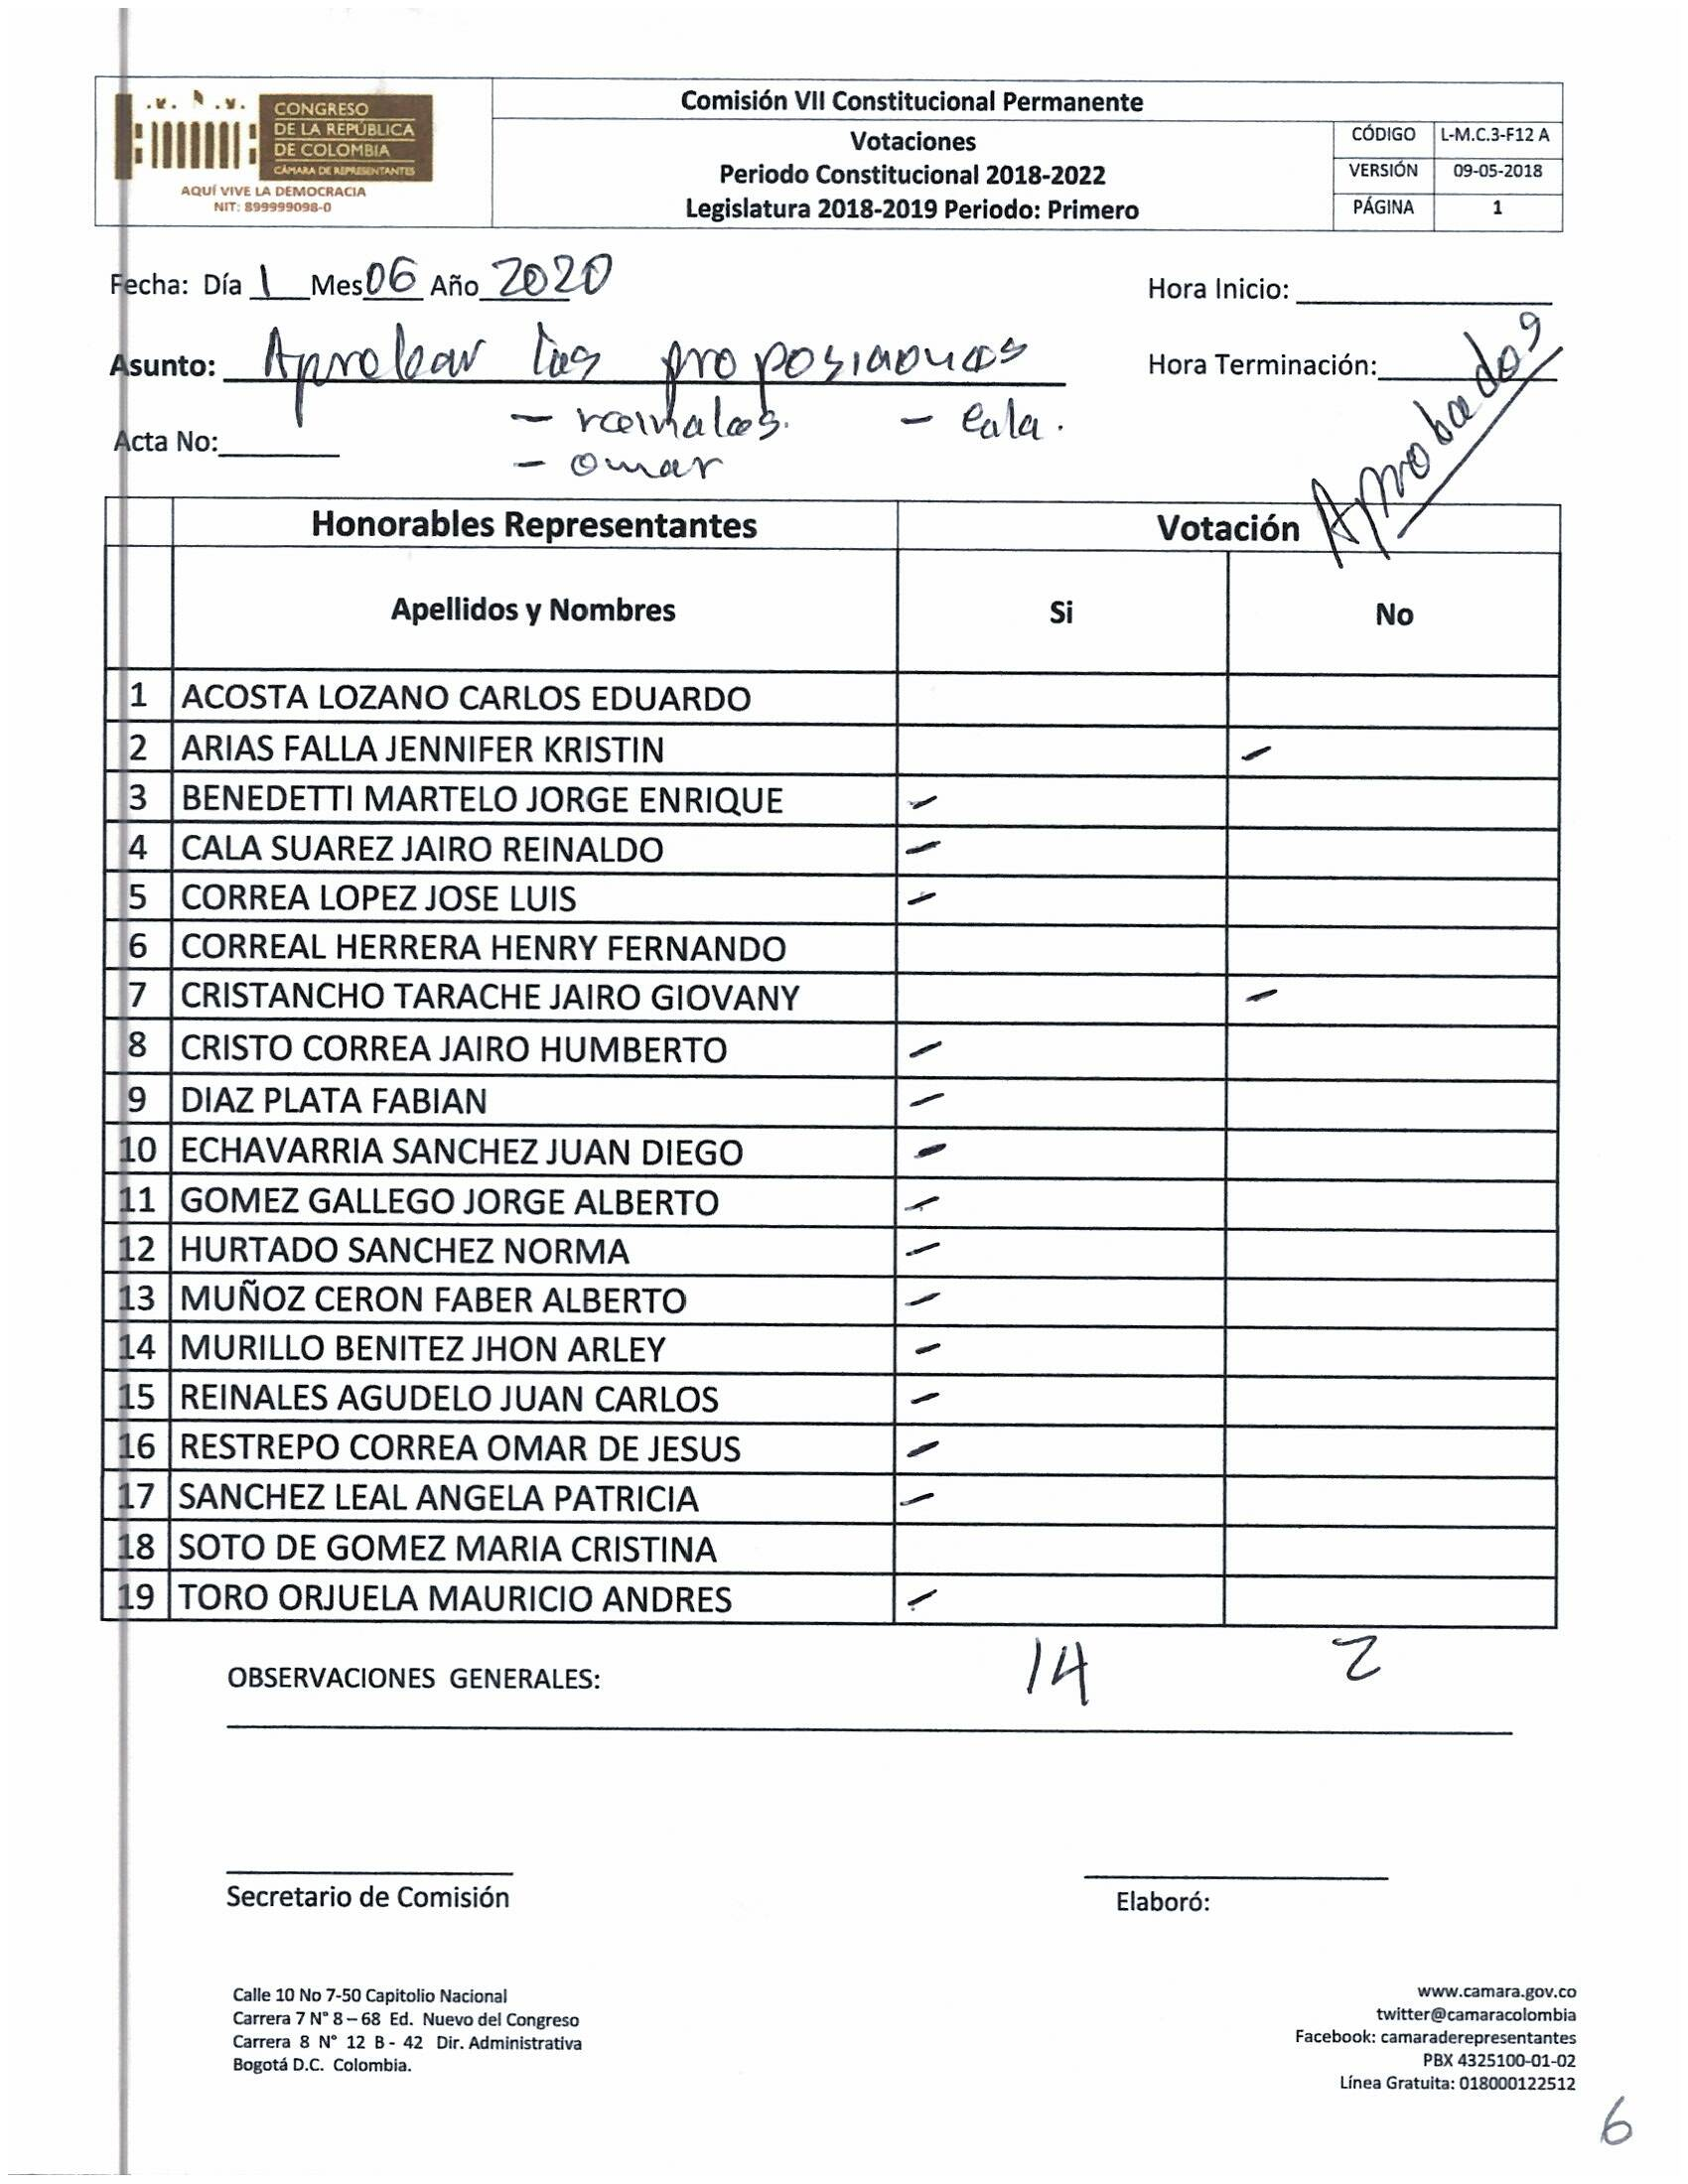 CONGRESO
DE LA REPÚBLICA
DE COLOMBIA
CÁMARA DE REPRESENTANTES
AQUÍ VIVE LA DEMOCRACIA
NIT: 899999098-0
Comisión VII Constitucional Permanente
Votaciones
Periodo Constitucional 2018-2022
Legislatura 2018-2019 Periodo: Primero
CÓDIGO L-M.C.3-F12 A
VERSIÓN 09-05-2018
PÁGINA 1
Fecha: Día 1 Mes 06 Año 2020 Hora Inicio:
Asunto: Aprobar las proposiciones Hora Terminación:
- reinales. - Cala.
Acta No:
- Omar
Aprobados
Honorables Representantes Votación
Apellidos y Nombres Si No
1 ACOSTA LOZANO CARLOS EDUARDO
2 ARIAS FALLA JENNIFER KRISTIN -
3 BENEDETTI MARTELO JORGE ENRIQUE -
4 CALA SUAREZ JAIRO REINALDO -
5 CORREA LOPEZ JOSE LUIS -
6 CORREAL HERRERA HENRY FERNANDO
7 CRISTANCHO TARACHE JAIRO GIOVANY -
8 CRISTO CORREA JAIRO HUMBERTO -
9 DIAZ PLATA FABIAN -
10 ECHAVARRIA SANCHEZ JUAN DIEGO -
11 GOMEZ GALLEGO JORGE ALBERTO -
12 HURTADO SANCHEZ NORMA -
13 MUÑOZ CERON FABER ALBERTO -
14 MURILLO BENITEZ JHON ARLEY -
15 REINALES AGUDELO JUAN CARLOS -
16 RESTREPO CORREA OMAR DE JESUS -
17 SANCHEZ LEAL ANGELA PATRICIA -
18 SOTO DE GOMEZ MARIA CRISTINA
19 TORO ORJUELA MAURICIO ANDRES -
OBSERVACIONES GENERALES: 14 2
Secretario de Comisión Elaboró:
Calle 10 No 7-50 Capitolio Nacional
Carrera 7 N° 8 – 68 Ed. Nuevo del Congreso
Carrera 8 N° 12 B - 42 Dir. Administrativa
Bogotá D.C. Colombia.
www.camara.gov.co
twitter@camaracolombia
Facebook: camaraderepresentantes
PBX 4325100-01-02
Línea Gratuita: 018000122512
6